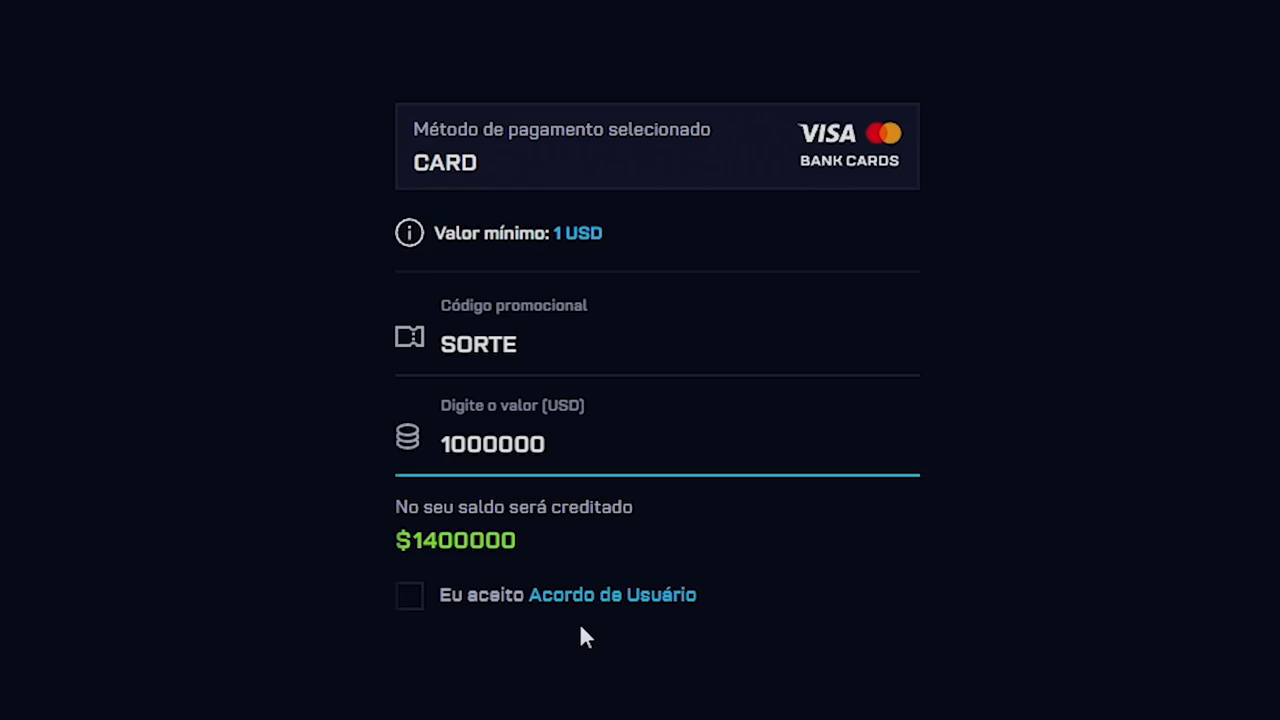 Método de pagamento selecionado
CARD
VISA
BANK CARDS
Valor mínimo: 1 USD
Código promocional
SORTE
Digite o valor (USD)
1000000
No seu saldo será creditado
$1400000
Eu aceito Acordo de Usuário